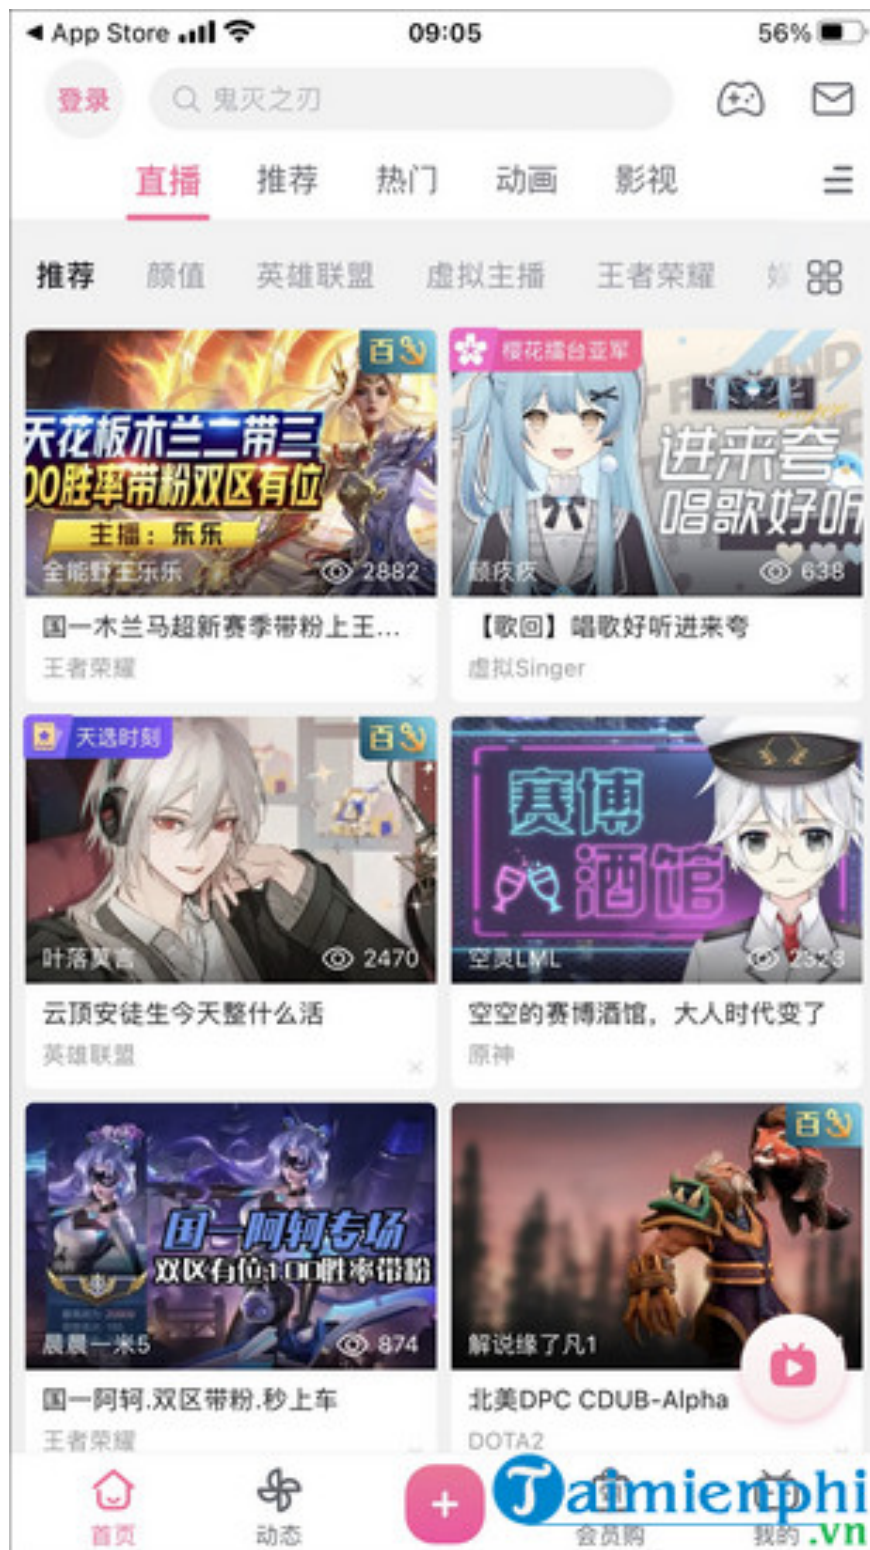 ◀ App Store
09:05
56%
登录
鬼灭之刃
直播 推荐 热门 动画 影视
推荐 颜值 英雄联盟 虚拟主播 王者荣耀
百
天花板木兰二带三
00胜率带粉双区有位
主播：乐乐
全能野王乐乐 2882
国一木兰马超新赛季带粉上王...
王者荣耀
樱花擂台亚军
进来夸
唱歌好听
顾疚疚 638
【歌回】唱歌好听进来夸
虚拟Singer
天选时刻
百
叶落莫言 2470
云顶安徒生今天整什么活
英雄联盟
赛博
酒馆
空灵LML 2323
空空的赛博酒馆，大人时代变了
原神
国一阿轲专场
双区有位100胜率带粉
晨晨一米5 874
国一阿轲.双区带粉.秒上车
王者荣耀
百
解说缘了凡1
北美DPC CDUB-Alpha
DOTA2
首页
动态
会员购
我的
Taimienphi
.vn